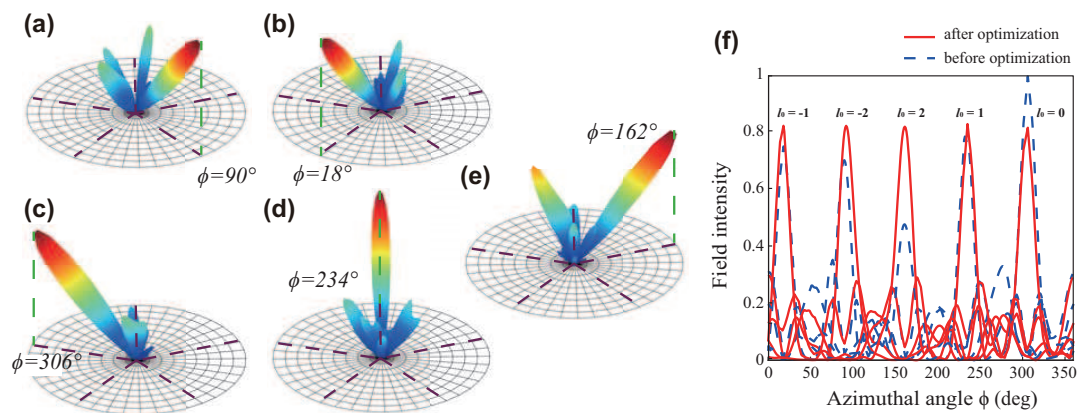 (a)
(b)
(f)
after optimization
before optimization
ϕ=90°
ϕ=18°
(c)
(d)
(e)
ϕ=162°
ϕ=306°
ϕ=234°
1
0.8
0.6
0.4
0.2
0
l₀ = -1
l₀ = -2
l₀ = 2
l₀ = 1
l₀ = 0
Field intensity
0 50 100 150 200 250 300 350
Azimuthal angle ϕ (deg)